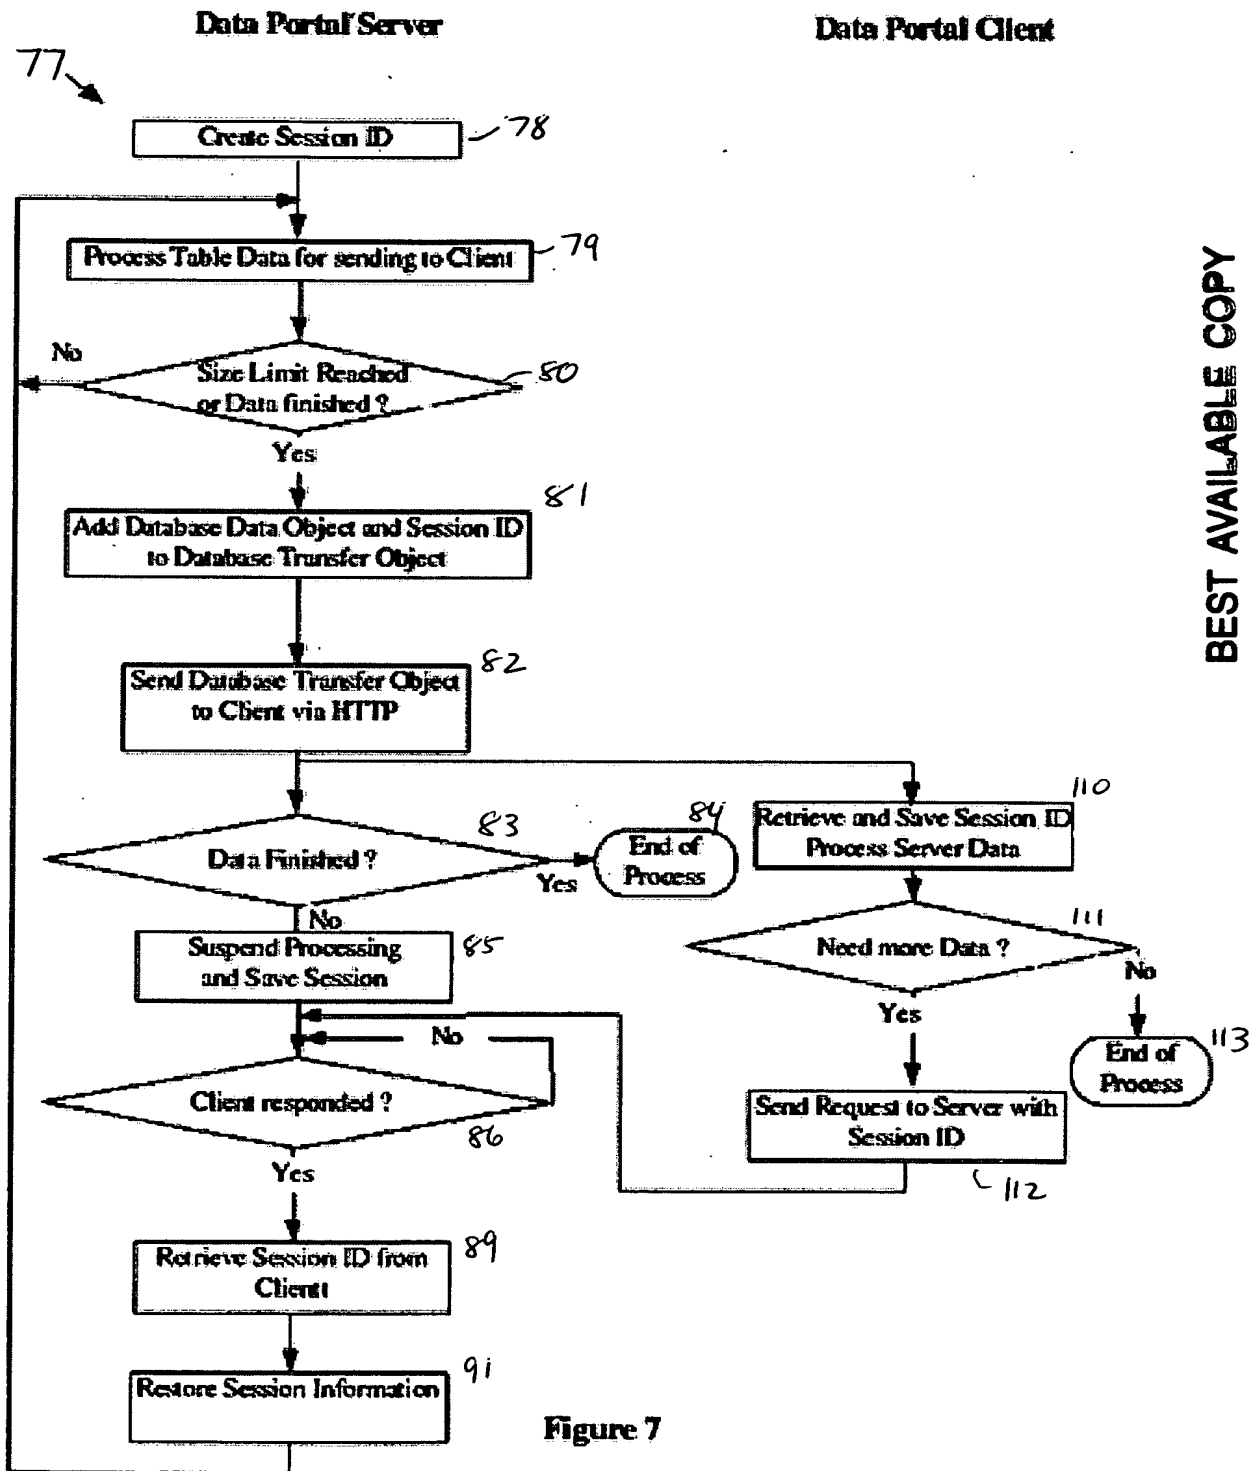 Data Portal Server
Data Portal Client
77
Create Session ID
78
Process Table Data for sending to Client
79
No
Size Limit Reached
or Data finished ?
80
Yes
81
Add Database Data Object and Session ID
to Database Transfer Object
82
Send Database Transfer Object
to Client via HTTP
83
Data Finished ?
Yes
84
End of
Process
110
Retrieve and Save Session ID
Process Server Data
No
85
Suspend Processing
and Save Session
111
Need more Data ?
No
Yes
113
End of
Process
No
Client responded ?
86
Send Request to Server with
Session ID
112
Yes
89
Retrieve Session ID from
Clientt
91
Restore Session Information
Figure 7
BEST AVAILABLE COPY